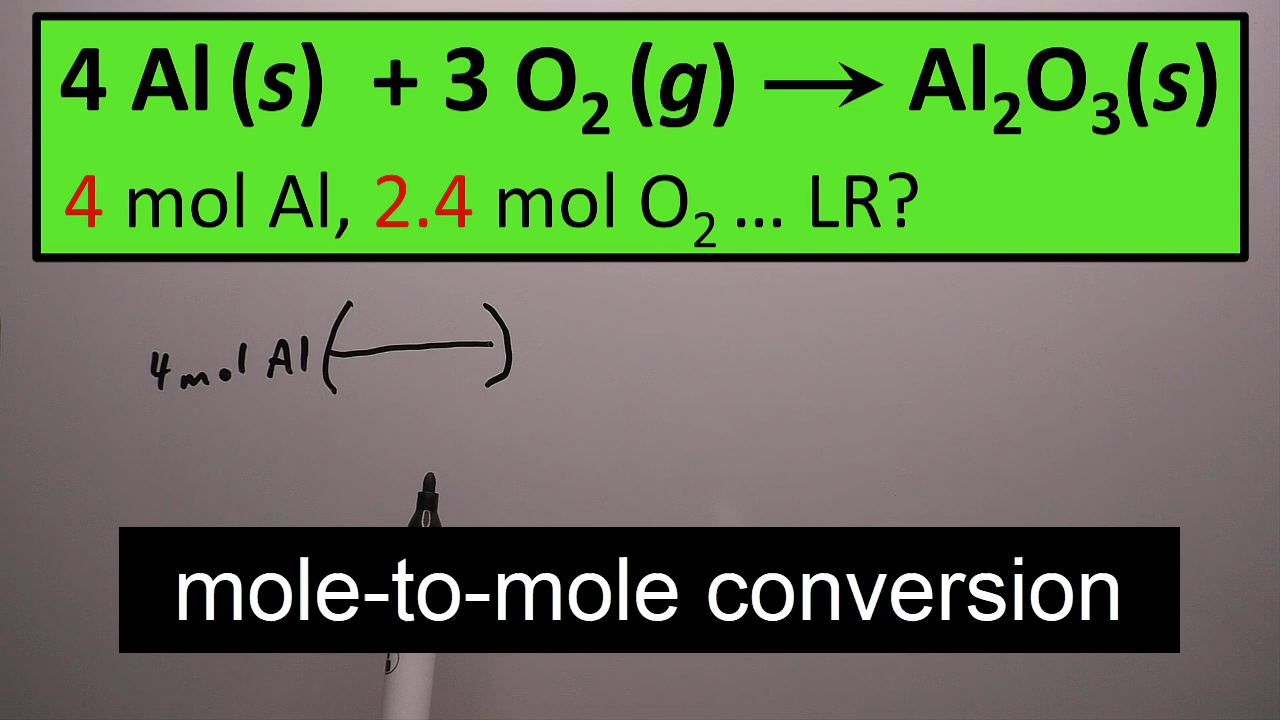 4 Al (s) + 3 O₂ (g) → Al₂O₃(s)
4 mol Al, 2.4 mol O₂ ... LR?
4 mol Al ( )
mole-to-mole conversion